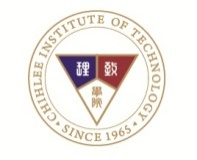 CHIHLEE INSTITUTE OF TECHNOLOGY
理 致
學院
SINCE 1965